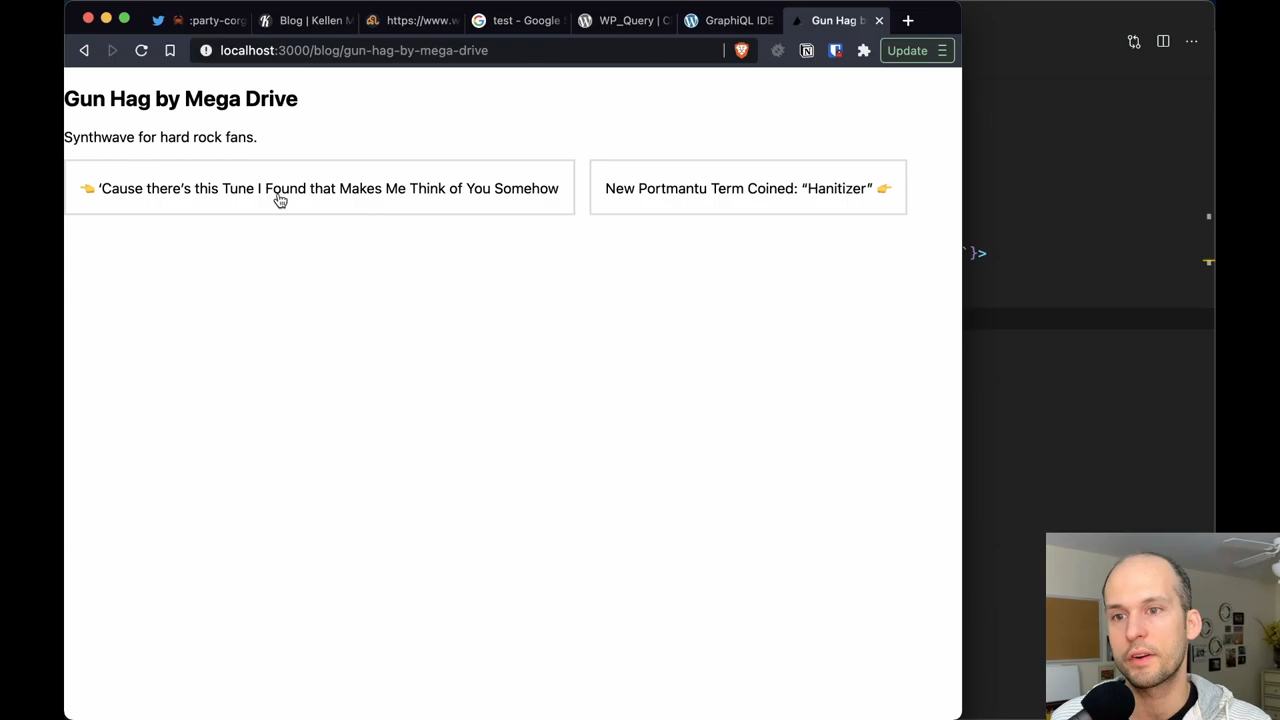 :party-corg
Blog | Kellen M
https://www.w
test - Google S
WP_Query | C
GraphiQL IDE
Gun Hag b
localhost:3000/blog/gun-hag-by-mega-drive
Update
Gun Hag by Mega Drive
Synthwave for hard rock fans.
👈 ‘Cause there’s this Tune I Found that Makes Me Think of You Somehow
New Portmantu Term Coined: “Hanitizer” 👉
`}>